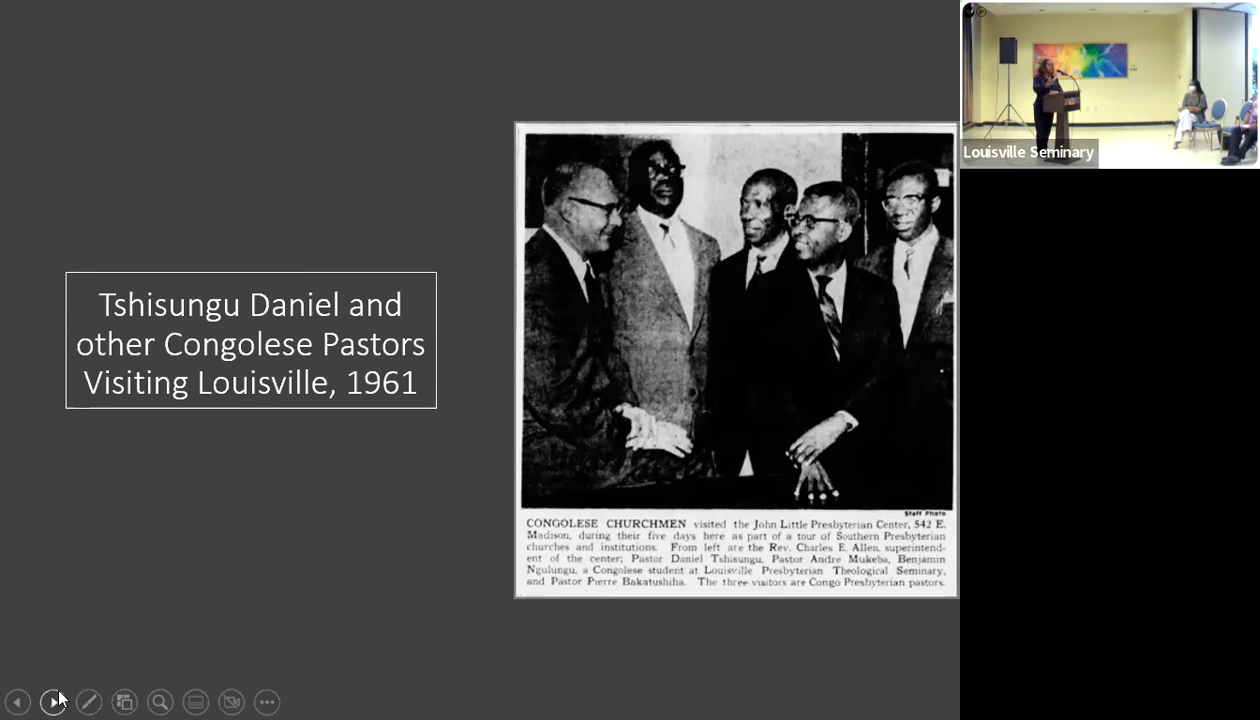 Tshisungu Daniel and
other Congolese Pastors
Visiting Louisville, 1961
Staff Photo
CONGOLESE CHURCHMEN visited the John Little Presbyterian Center, 542 E.
Madison, during their five days here as part of a tour of Southern Presbyterian
churches and institutions. From left are the Rev. Charles E. Allen, superintend-
ent of the center; Pastor Daniel Tshisungu, Pastor Andre Mukeba, Benjamin
Ngulungu, a Congolese student at Louisville Presbyterian Theological Seminary,
and Pastor Pierre Bakatushiha. The three visitors are Congo Presbyterian pastors.
Louisville Seminary